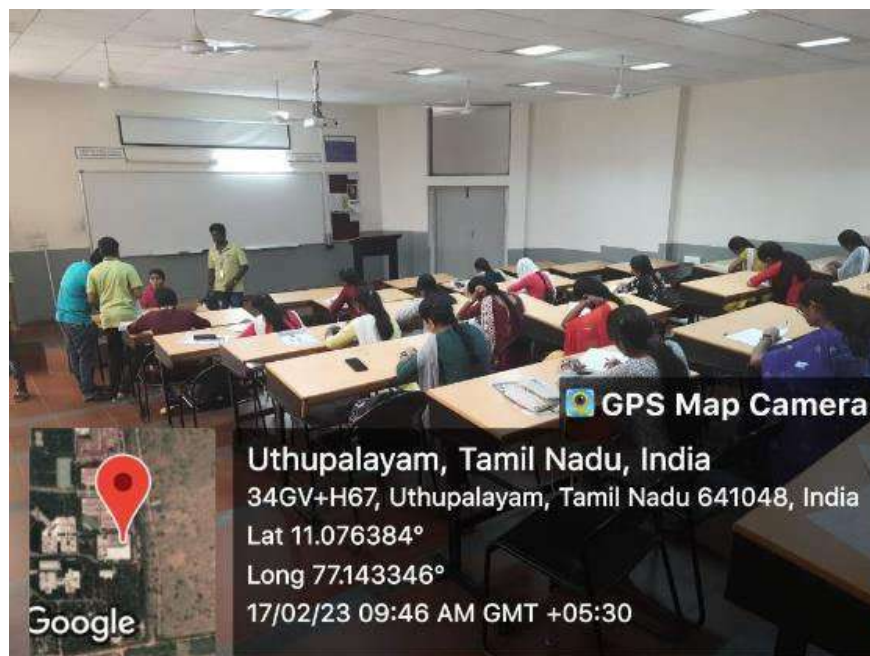 GPS Map Camera
Uthupalayam, Tamil Nadu, India
34GV+H67, Uthupalayam, Tamil Nadu 641048, India
Lat 11.076384°
Long 77.143346°
17/02/23 09:46 AM GMT +05:30
Google